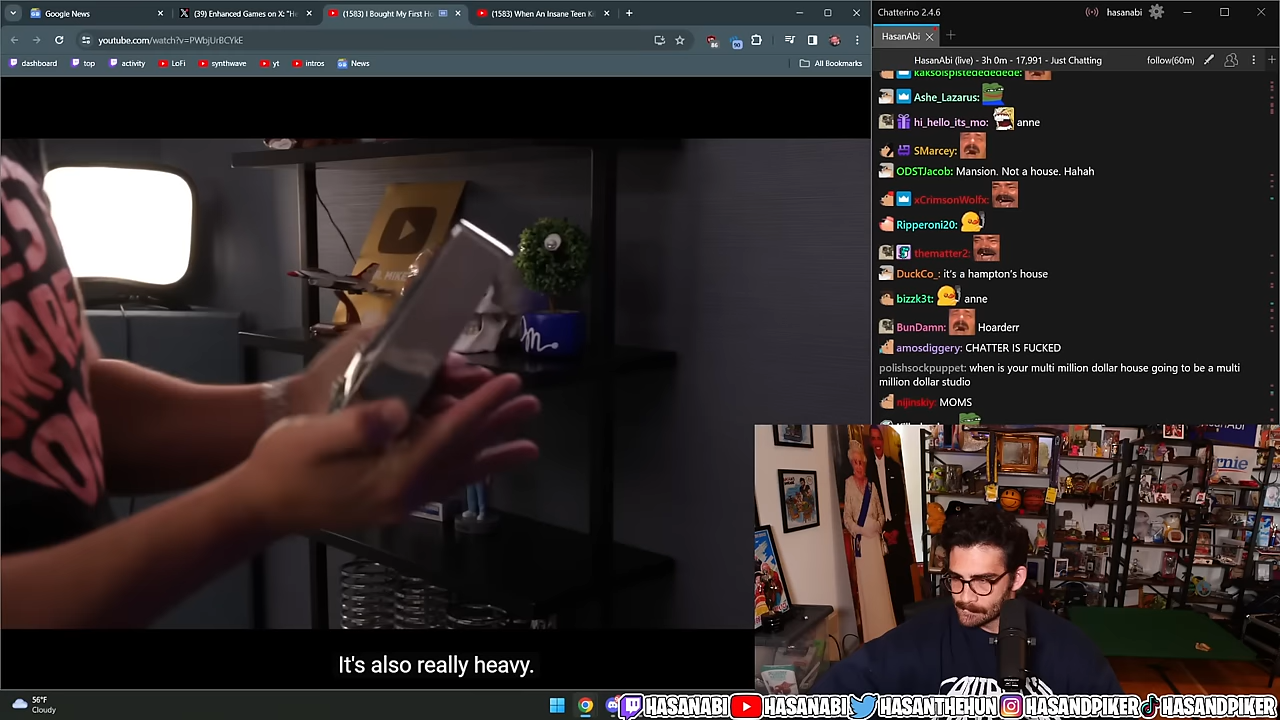 Google News
(39) Enhanced Games on X: "He
(1583) I Bought My First Ho
(1583) When An Insane Teen K
Chatterino 2.4.6
hasanabi
youtube.com/watch?v=PWbjUrBCYkE
HasanAbi
dashboard
top
activity
LoFi
synthwave
yt
intros
News
All Bookmarks
HasanAbi (live) - 3h 0m - 17,991 - Just Chatting
follow(60m)
kaksoispistedededede:
Ashe_Lazarus:
hi_hello_its_mo: anne
SMarcey:
ODSTJacob: Mansion. Not a house. Hahah
xCrimsonWolfx:
Ripperoni20:
thematter2:
DuckCo_: it's a hampton's house
bizzk3t: anne
BunDamn: Hoarderr
amosdiggery: CHATTER IS FUCKED
polishsockpuppet: when is your multi million dollar house going to be a multi
million dollar studio
nijinskiy: MOMS
MIKE
It's also really heavy.
56°F
Cloudy
HASANABI
HASANABI
HASANTHEHUN
HASANDPIKER
HASANDPIKER